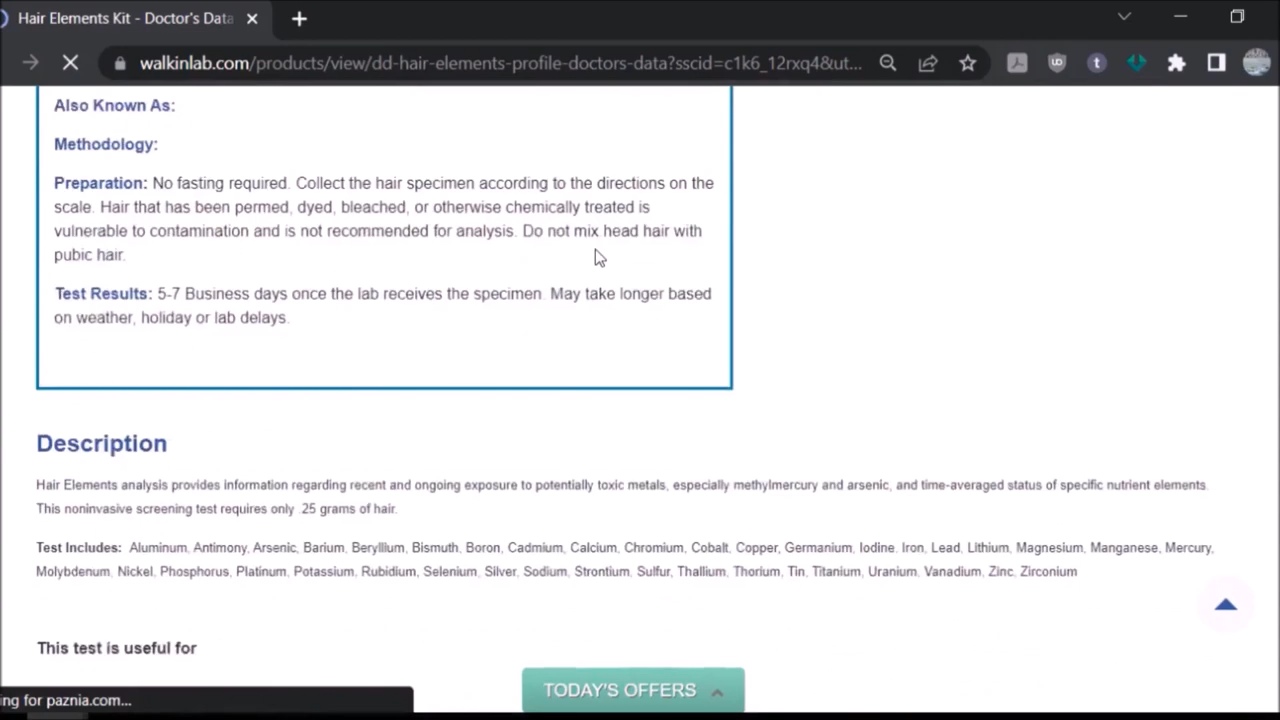 Hair Elements Kit - Doctor's Data
walkinlab.com/products/view/dd-hair-elements-profile-doctors-data?sscid=c1k6_12rxq4&ut...
Also Known As:
Methodology:
Preparation: No fasting required. Collect the hair specimen according to the directions on the
scale. Hair that has been permed, dyed, bleached, or otherwise chemically treated is
vulnerable to contamination and is not recommended for analysis. Do not mix head hair with
pubic hair.
Test Results: 5-7 Business days once the lab receives the specimen. May take longer based
on weather, holiday or lab delays.
Description
Hair Elements analysis provides information regarding recent and ongoing exposure to potentially toxic metals, especially methylmercury and arsenic, and time-averaged status of specific nutrient elements.
This noninvasive screening test requires only .25 grams of hair.
Test Includes: Aluminum, Antimony, Arsenic, Barium, Beryllium, Bismuth, Boron, Cadmium, Calcium, Chromium, Cobalt, Copper, Germanium, Iodine, Iron, Lead, Lithium, Magnesium, Manganese, Mercury,
Molybdenum, Nickel, Phosphorus, Platinum, Potassium, Rubidium, Selenium, Silver, Sodium, Strontium, Sulfur, Thallium, Thorium, Tin, Titanium, Uranium, Vanadium, Zinc, Zirconium
This test is useful for
TODAY'S OFFERS
ing for paznia.com...